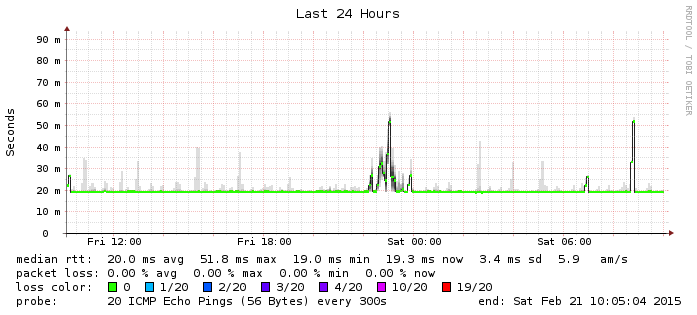 Last 24 Hours
RRDTOOL / TOBI OETIKER
Seconds
90 m
80 m
70 m
60 m
50 m
40 m
30 m
20 m
10 m
0
Fri 12:00 Fri 18:00 Sat 00:00 Sat 06:00
median rtt: 20.0 ms avg 51.8 ms max 19.0 ms min 19.3 ms now 3.4 ms sd 5.9 am/s
packet loss: 0.00 % avg 0.00 % max 0.00 % min 0.00 % now
loss color: 0 1/20 2/20 3/20 4/20 10/20 19/20
probe: 20 ICMP Echo Pings (56 Bytes) every 300s end: Sat Feb 21 10:05:04 2015